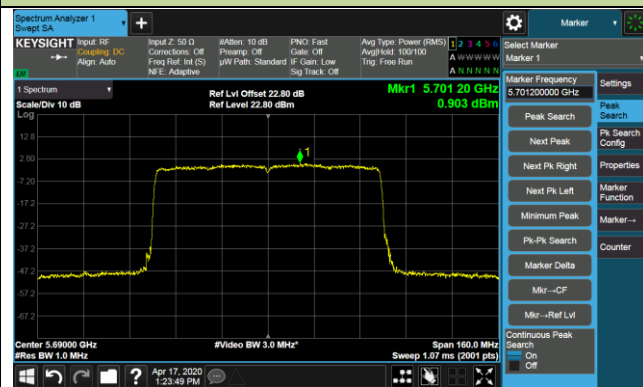 Spectrum Analyzer 1
Swept SA
Marker
KEYSIGHT
Input: RF
Coupling: DC
Align: Auto
Input Z: 50 Ω
Corrections: Off
Freq Ref: Int (S)
NFE: Adaptive
#Atten: 10 dB
Preamp: Off
µW Path: Standard
PNO: Fast
Gate: Off
IF Gain: Low
Sig Track: Off
Avg Type: Power (RMS)
Avg|Hold: 100/100
Trig: Free Run
1 2 3 4 5 6
A W W W W W
A N N N N N
LXI
Select Marker
Marker 1
1 Spectrum
Scale/Div 10 dB
Log
Ref Lvl Offset 22.80 dB
Ref Level 22.80 dBm
Mkr1 5.701 20 GHz
0.903 dBm
12.8
2.80
-7.20
-17.2
-27.2
-37.2
-47.2
-57.2
-67.2
1
Center 5.69000 GHz
#Res BW 1.0 MHz
#Video BW 3.0 MHz*
Span 160.0 MHz
Sweep 1.07 ms (2001 pts)
Marker Frequency
5.701200000 GHz
Peak Search
Next Peak
Next Pk Right
Next Pk Left
Minimum Peak
Pk-Pk Search
Marker Delta
Mkr→CF
Mkr→Ref Lvl
Continuous Peak
Search
On
Off
Settings
Peak
Search
Pk Search
Config
Properties
Marker
Function
Marker→
Counter
Apr 17, 2020
1:23:49 PM